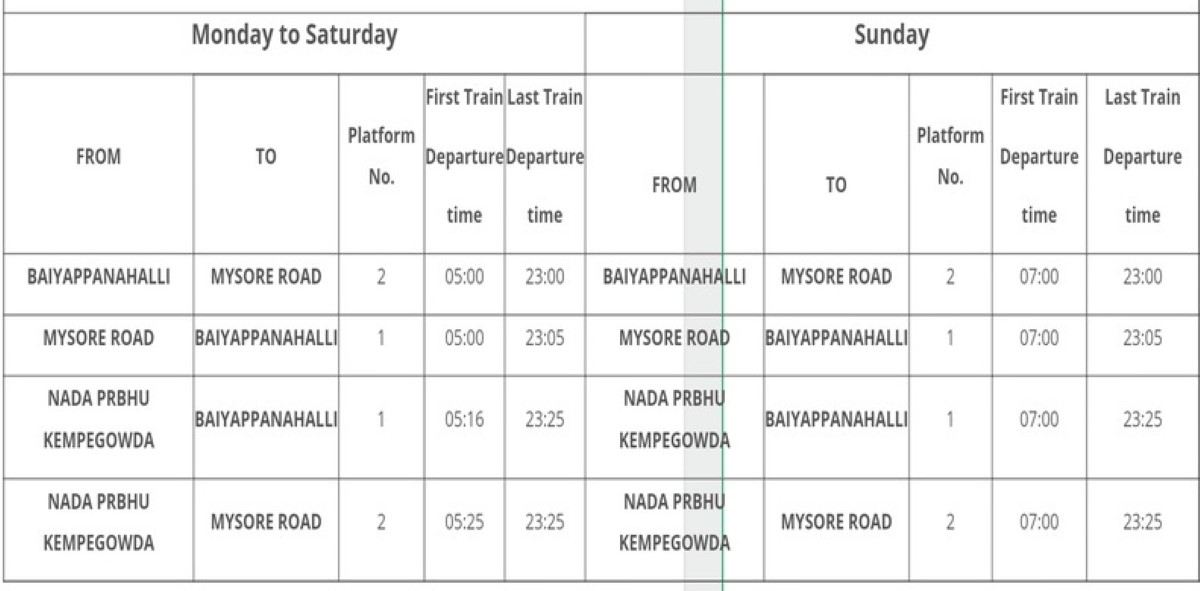 Monday to Saturday Sunday
FROM TO Platform No. First Train Departure time Last Train Departure time FROM TO Platform No. First Train Departure time Last Train Departure time
BAIYAPPANAHALLI MYSORE ROAD 2 05:00 23:00 BAIYAPPANAHALLI MYSORE ROAD 2 07:00 23:00
MYSORE ROAD BAIYAPPANAHALLI 1 05:00 23:05 MYSORE ROAD BAIYAPPANAHALLI 1 07:00 23:05
NADA PRBHU KEMPEGOWDA BAIYAPPANAHALLI 1 05:16 23:25 NADA PRBHU KEMPEGOWDA BAIYAPPANAHALLI 1 07:00 23:25
NADA PRBHU KEMPEGOWDA MYSORE ROAD 2 05:25 23:25 NADA PRBHU KEMPEGOWDA MYSORE ROAD 2 07:00 23:25